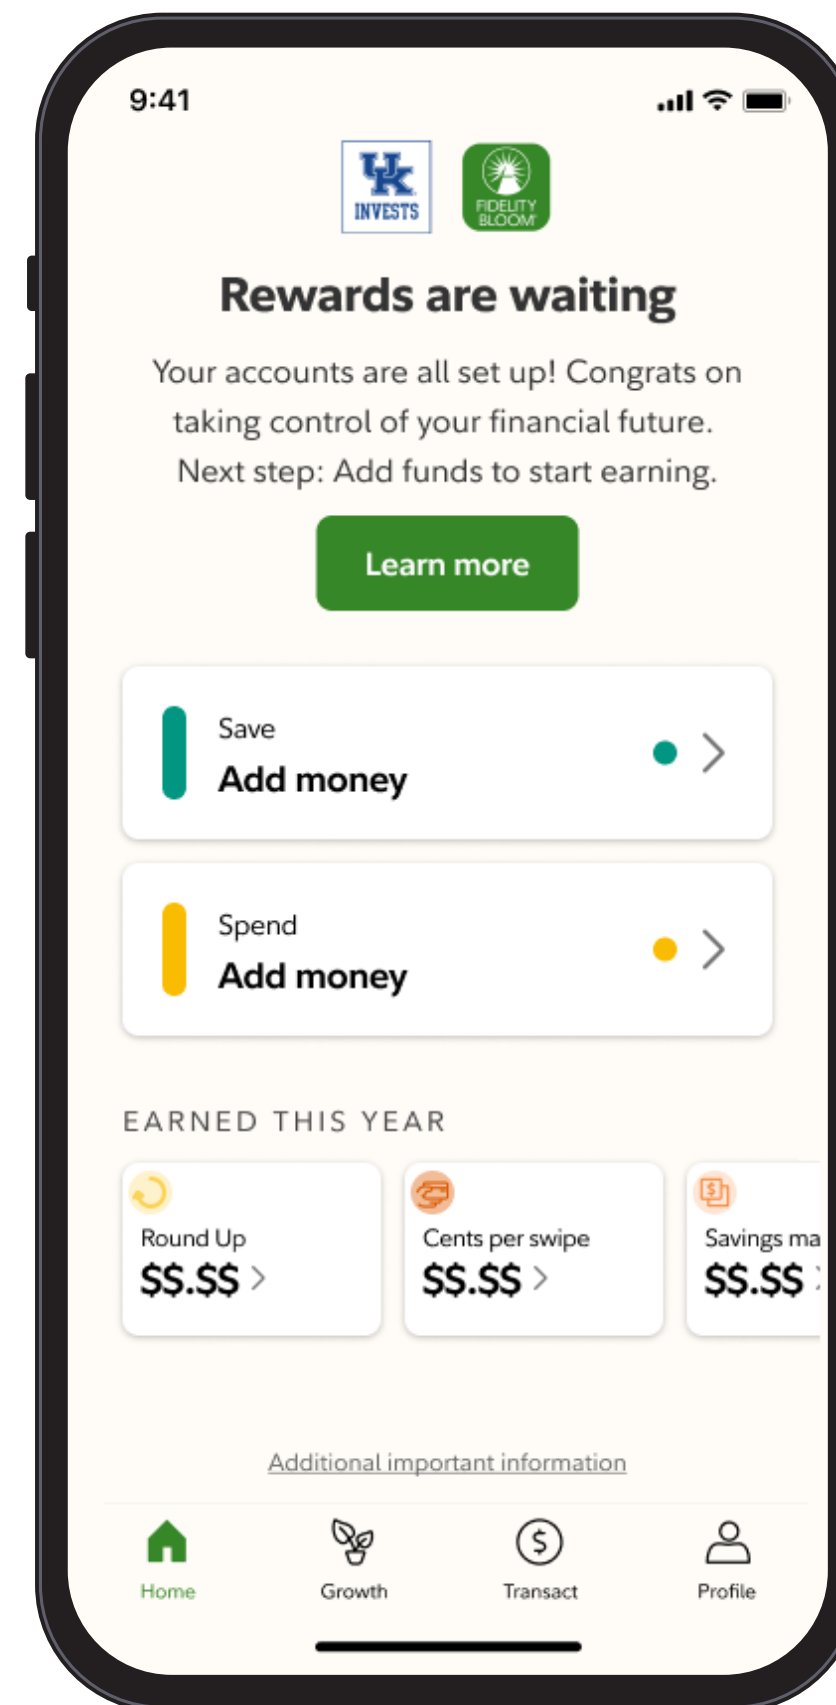 9:41
UK
INVESTS
FIDELITY
BLOOM
Rewards are waiting
Your accounts are all set up! Congrats on
taking control of your financial future.
Next step: Add funds to start earning.
Learn more
Save
Add money
Spend
Add money
EARNED THIS YEAR
Round Up
$$.$$
Cents per swipe
$$.$$
$
Savings ma
$$.$$
Additional important information
Home
Growth
$
Transact
Profile